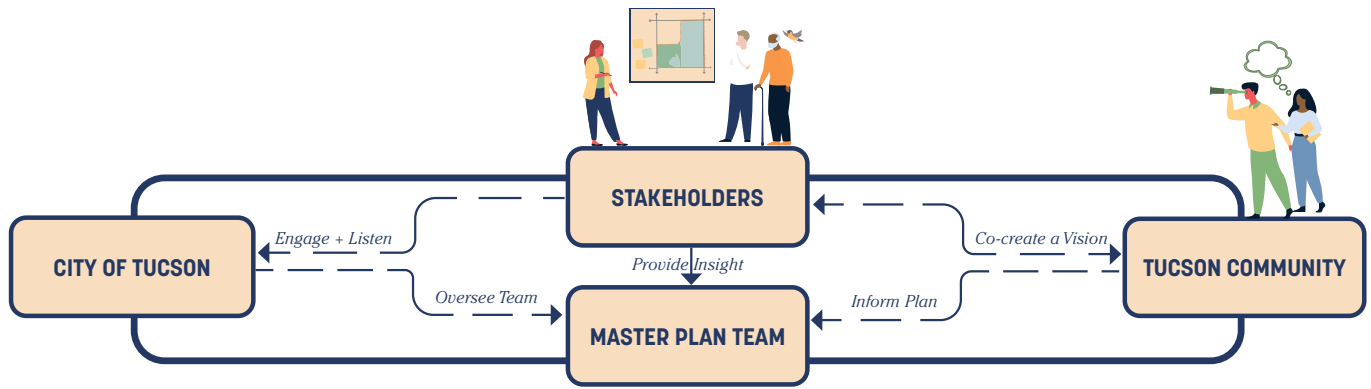 STAKEHOLDERS
Engage + Listen
Co-create a Vision
CITY OF TUCSON
Provide Insight
TUCSON COMMUNITY
Oversee Team
Inform Plan
MASTER PLAN TEAM